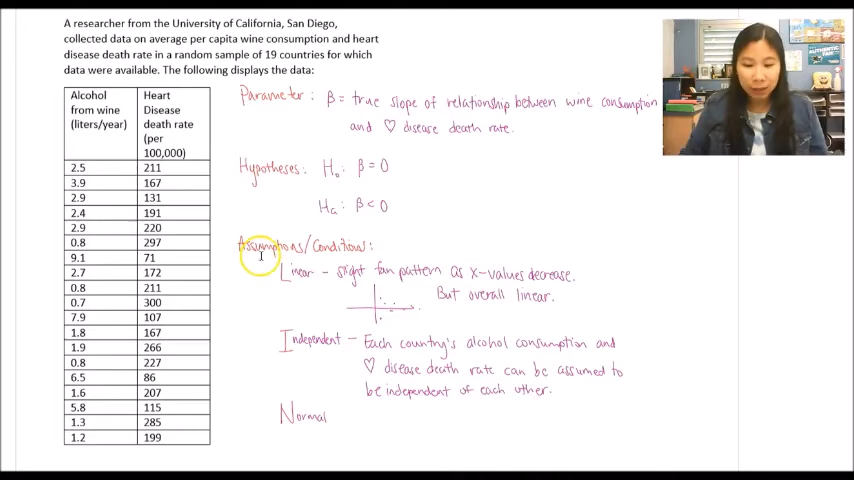 A researcher from the University of California, San Diego,
collected data on average per capita wine consumption and heart
disease death rate in a random sample of 19 countries for which
data were available. The following displays the data:
Alcohol from wine (liters/year) Heart Disease death rate (per 100,000)
2.5 211
3.9 167
2.9 131
2.4 191
2.9 220
0.8 297
9.1 71
2.7 172
0.8 211
0.7 300
7.9 107
1.8 167
1.9 266
0.8 227
6.5 86
1.6 207
5.8 115
1.3 285
1.2 199
Parameter: β = true slope of relationship between wine consumption
and ♡ disease death rate.
Hypotheses: H₀: β = 0
Hₐ: β < 0
Assumptions/Conditions:
Linear – slight fan pattern as x-values decrease.
But overall linear.
Independent – Each country's alcohol consumption and
♡ disease death rate can be assumed to
be independent of each other.
Normal
AUTHENTIC